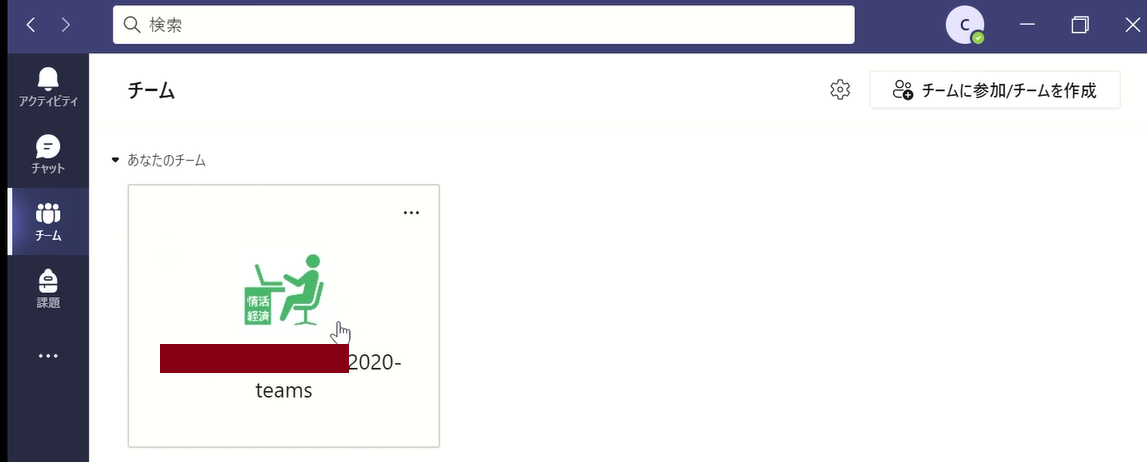 検索
C
アクティビティ
チャット
チーム
課題
チーム
チームに参加/チームを作成
あなたのチーム
情活
経済
2020-
teams